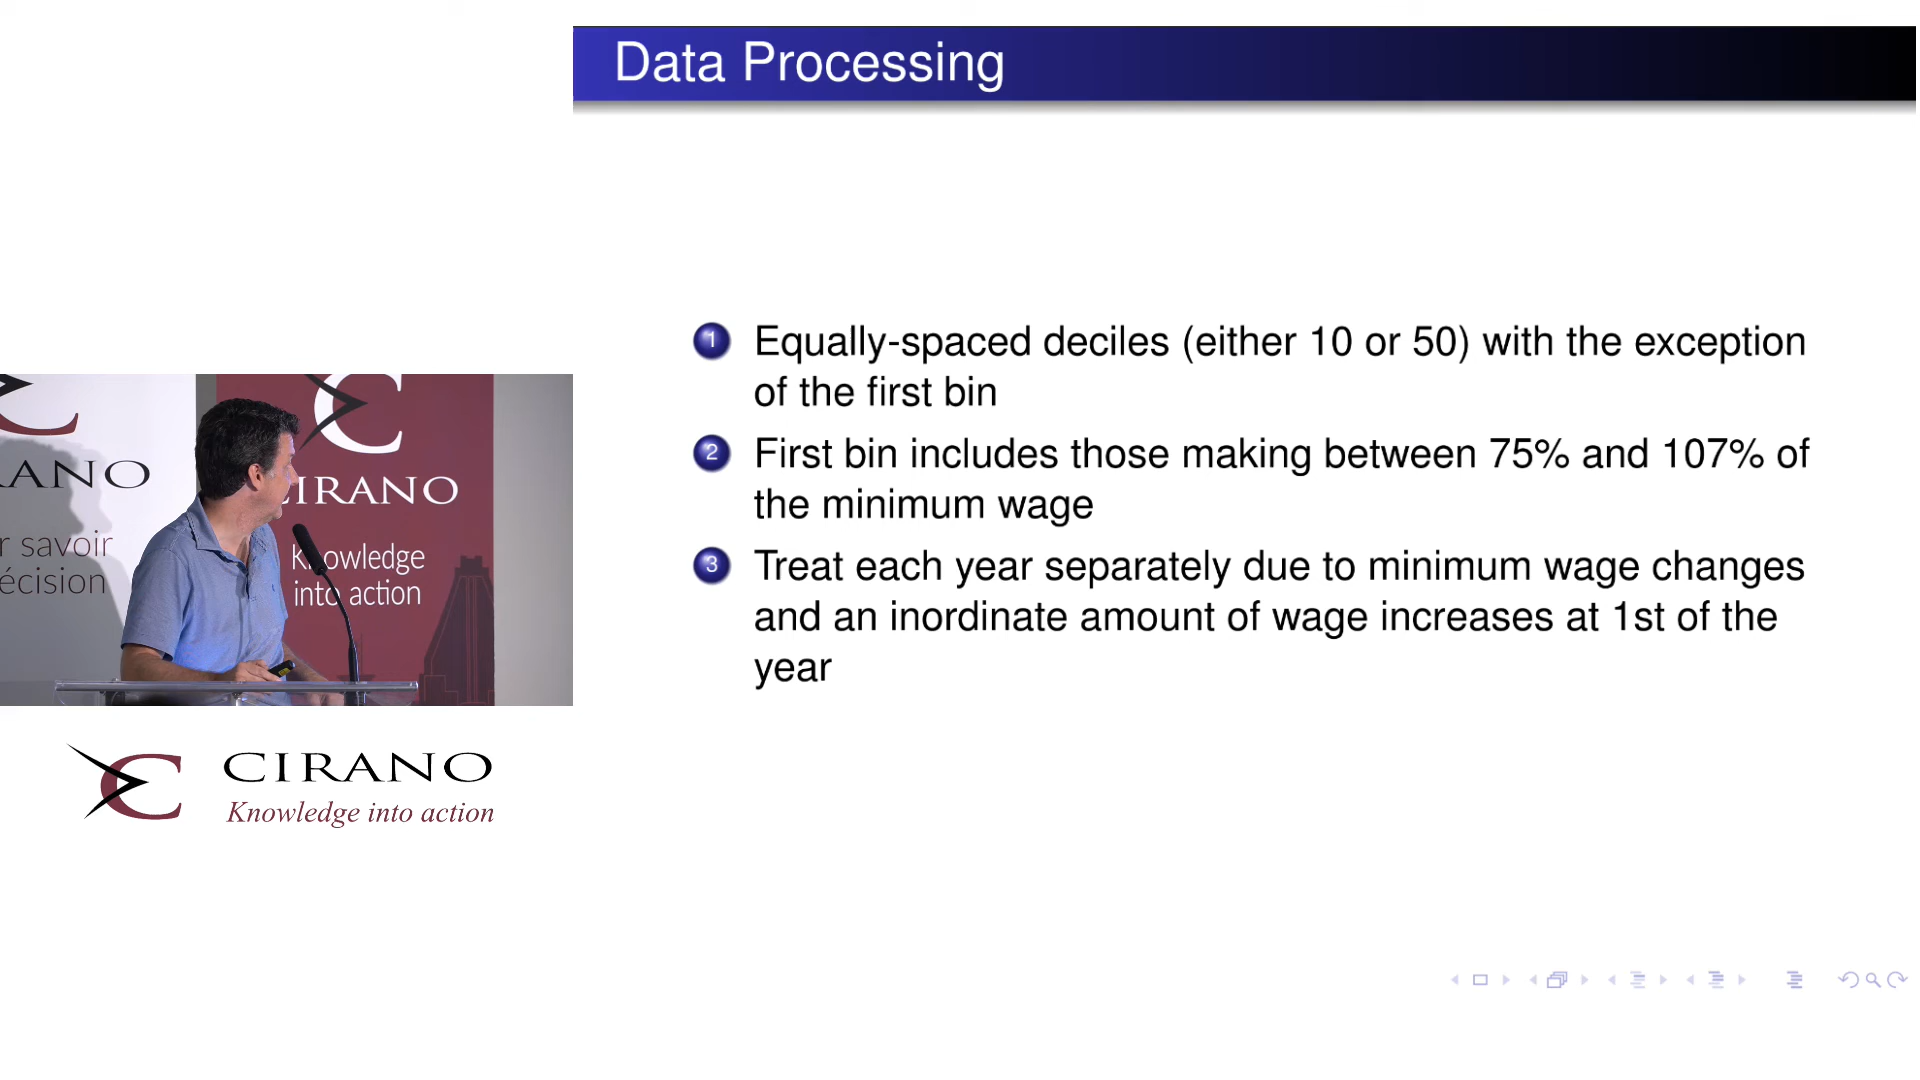 Data Processing
1 Equally-spaced deciles (either 10 or 50) with the exception
of the first bin
2 First bin includes those making between 75% and 107% of
the minimum wage
3 Treat each year separately due to minimum wage changes
and an inordinate amount of wage increases at 1st of the
year
RANO
r savoir
écision
CIRANO
Knowledge
into action
CIRANO
Knowledge into action